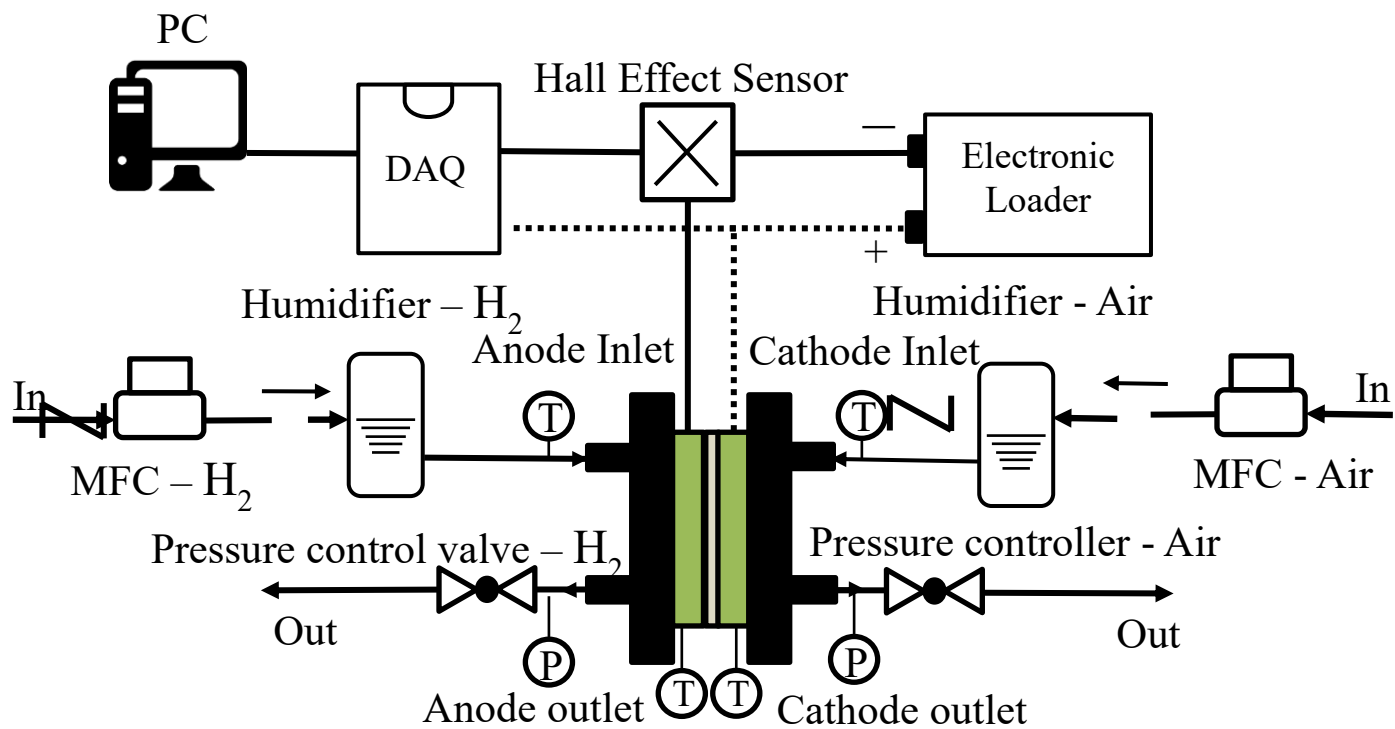 PC
Hall Effect Sensor
DAQ
Electronic
Loader
—
+
Humidifier – H₂
Humidifier - Air
Anode Inlet
Cathode Inlet
In
T
T
In
MFC – H₂
MFC - Air
Pressure control valve – H₂
Pressure controller - Air
Out
Out
P
T
T
P
Anode outlet
Cathode outlet